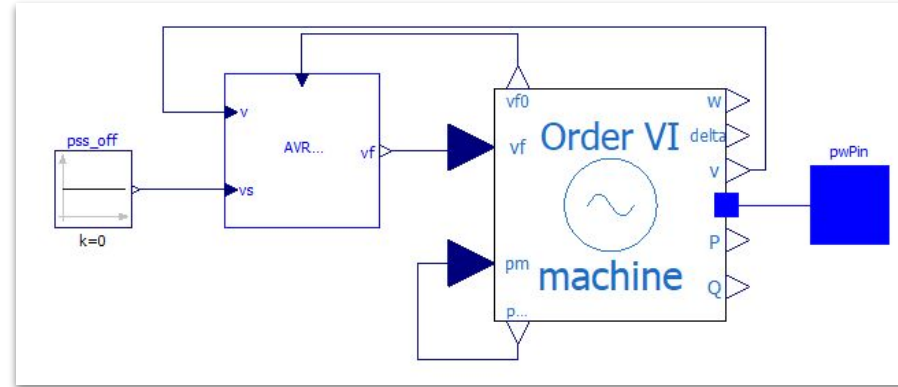 pss_off
k=0
v
vs
AVR...
vf
vf0
vf
pm
p...
Order VI
machine
w
delta
v
P
Q
pwPin